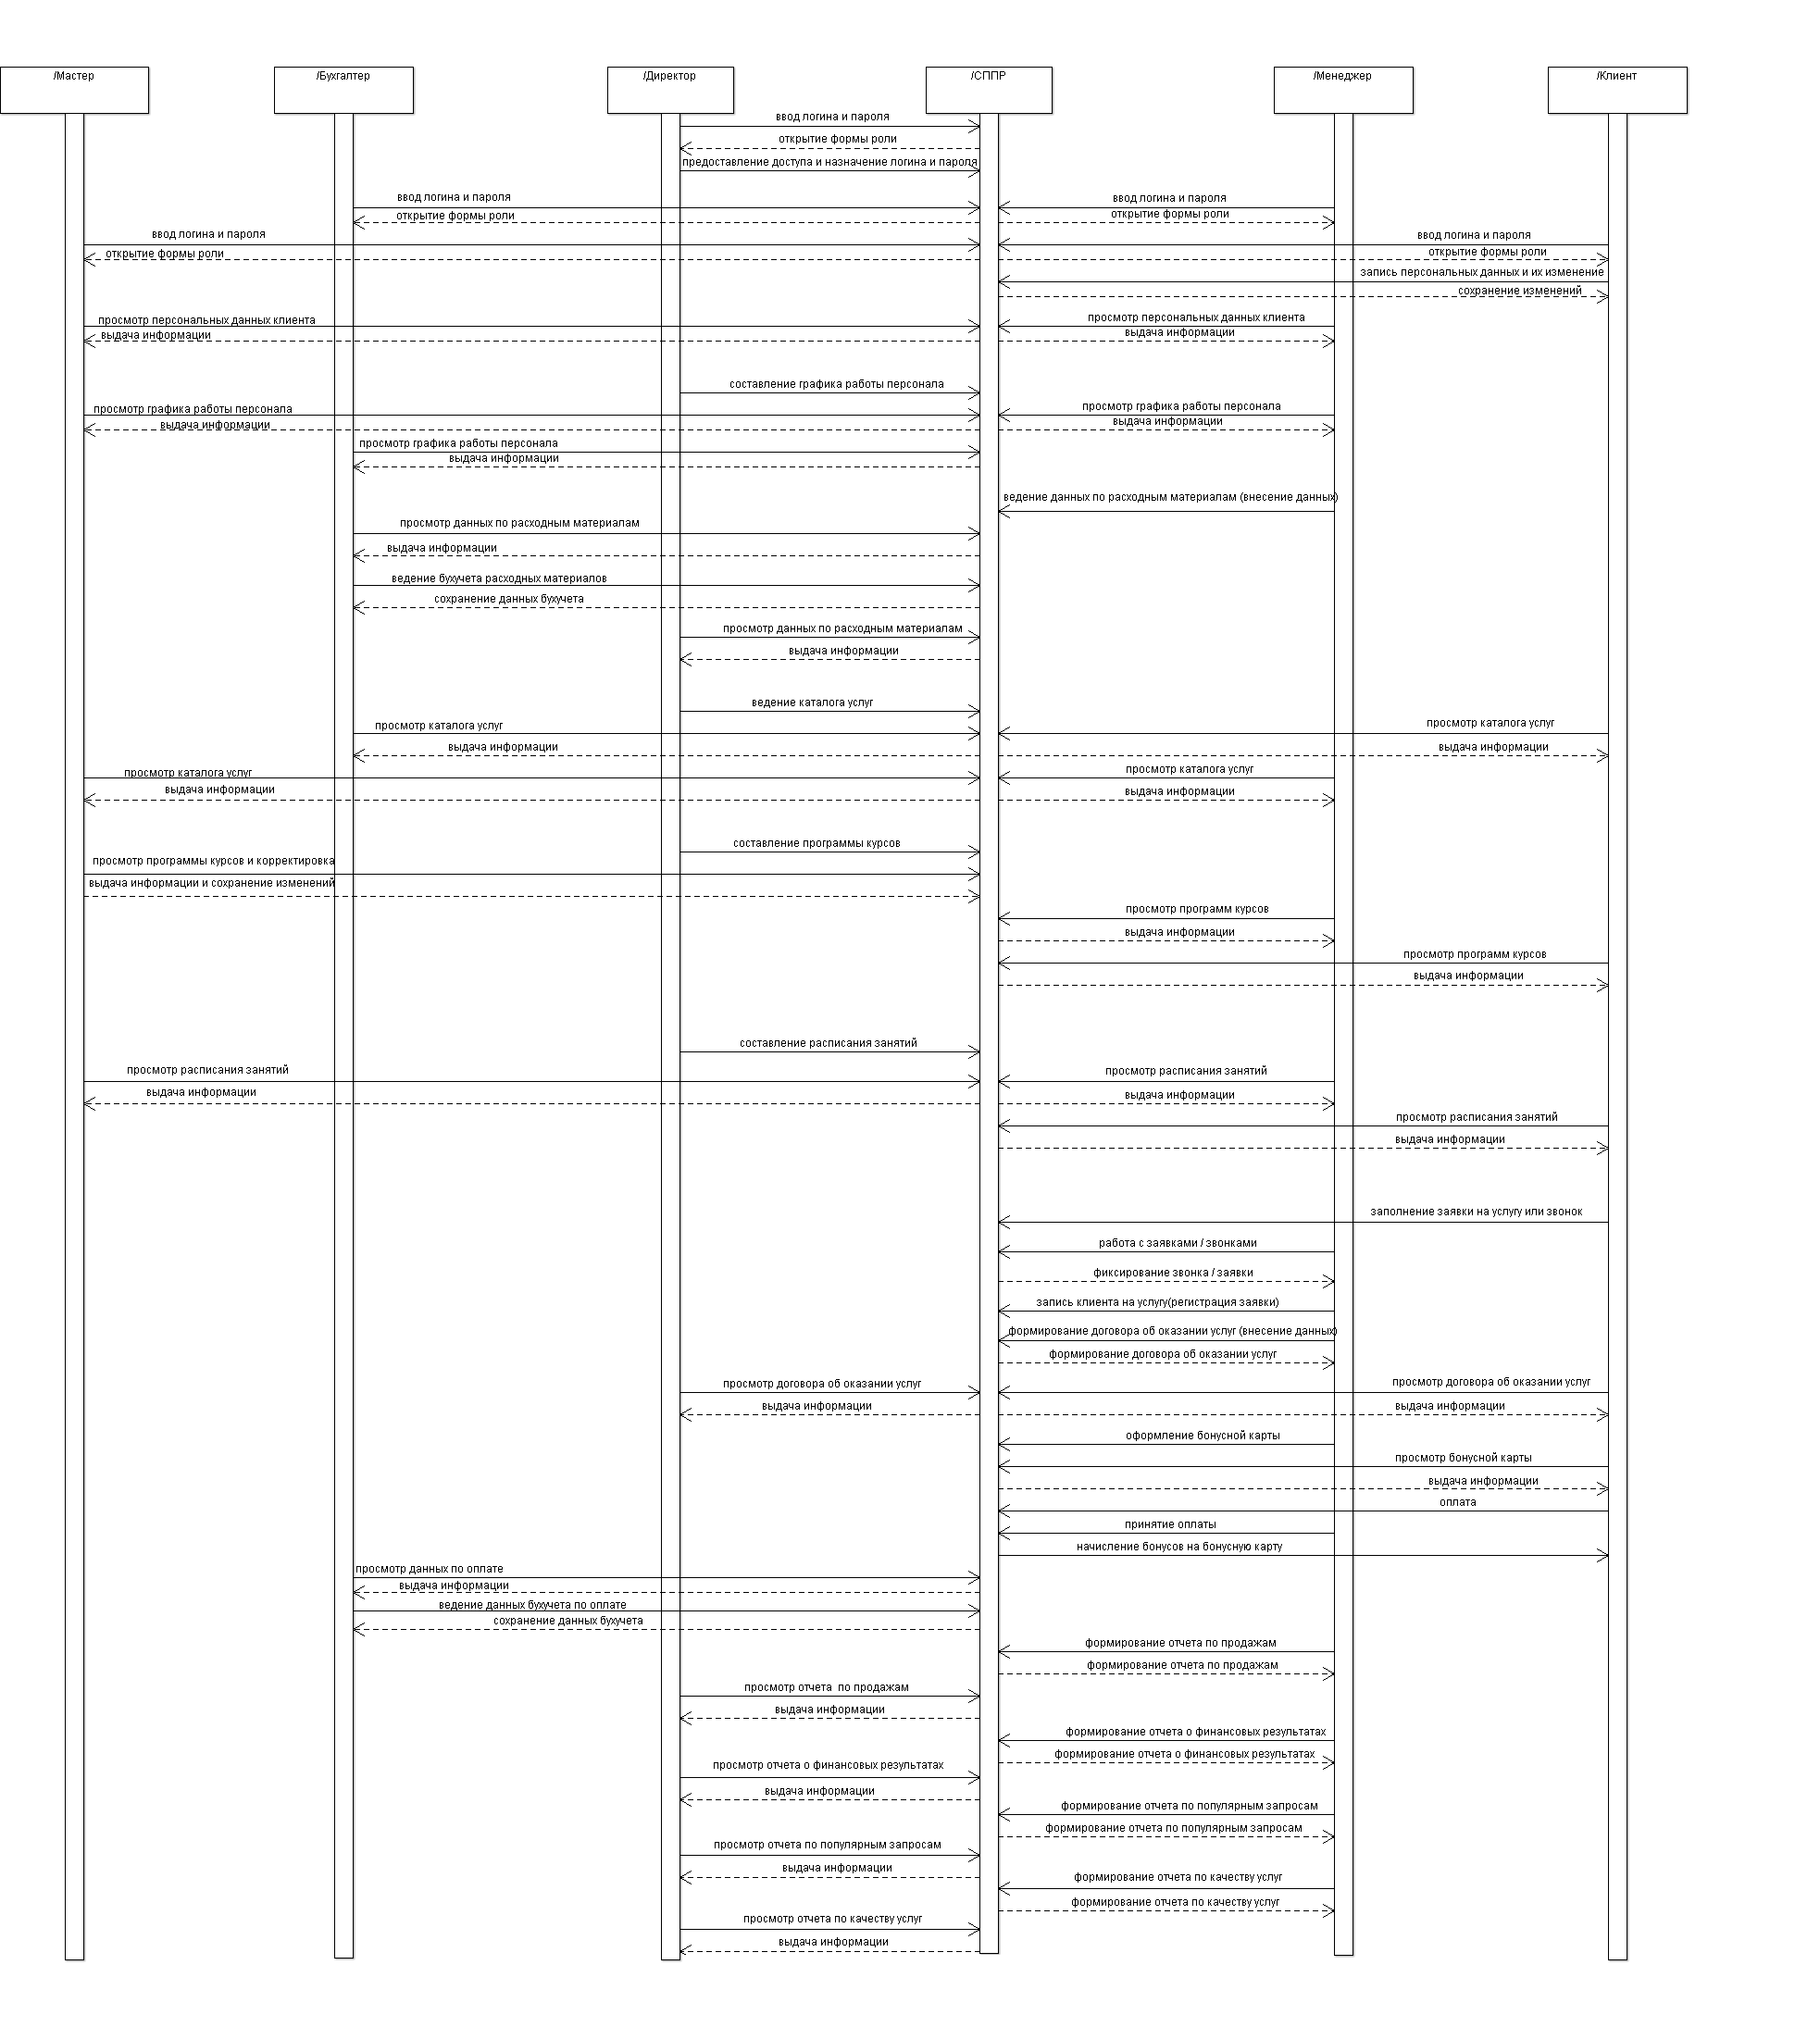 /Мастер
/Бухгалтер
/Директор
/СППР
/Менеджер
/Клиент
ввод логина и пароля
открытие формы роли
предоставление доступа и назначение логина и пароля
ввод логина и пароля
ввод логина и пароля
открытие формы роли
открытие формы роли
ввод логина и пароля
ввод логина и пароля
открытие формы роли
открытие формы роли
запись персональных данных и их изменение
сохранение изменений
просмотр персональных данных клиента
просмотр персональных данных клиента
выдача информации
выдача информации
составление графика работы персонала
просмотр графика работы персонала
просмотр графика работы персонала
выдача информации
выдача информации
просмотр графика работы персонала
выдача информации
ведение данных по расходным материалам (внесение данных)
просмотр данных по расходным материалам
выдача информации
ведение бухучета расходных материалов
сохранение данных бухучета
просмотр данных по расходным материалам
выдача информации
ведение каталога услуг
просмотр каталога услуг
просмотр каталога услуг
выдача информации
выдача информации
просмотр каталога услуг
просмотр каталога услуг
выдача информации
выдача информации
составление программы курсов
просмотр программы курсов и корректировка
выдача информации и сохранение изменений
просмотр программ курсов
выдача информации
просмотр программ курсов
выдача информации
составление расписания занятий
просмотр расписания занятий
просмотр расписания занятий
выдача информации
выдача информации
просмотр расписания занятий
выдача информации
заполнение заявки на услугу или звонок
работа с заявками / звонками
фиксирование звонка / заявки
запись клиента на услугу(регистрация заявки)
формирование договора об оказании услуг (внесение данных)
формирование договора об оказании услуг
просмотр договора об оказании услуг
просмотр договора об оказании услуг
выдача информации
выдача информации
оформление бонусной карты
просмотр бонусной карты
выдача информации
оплата
принятие оплаты
начисление бонусов на бонусную карту
просмотр данных по оплате
выдача информации
ведение данных бухучета по оплате
сохранение данных бухучета
формирование отчета по продажам
формирование отчета по продажам
просмотр отчета  по продажам
выдача информации
формирование отчета о финансовых результатах
формирование отчета о финансовых результатах
просмотр отчета о финансовых результатах
выдача информации
формирование отчета по популярным запросам
формирование отчета по популярным запросам
просмотр отчета по популярным запросам
выдача информации
формирование отчета по качеству услуг
формирование отчета по качеству услуг
просмотр отчета по качеству услуг
выдача информации